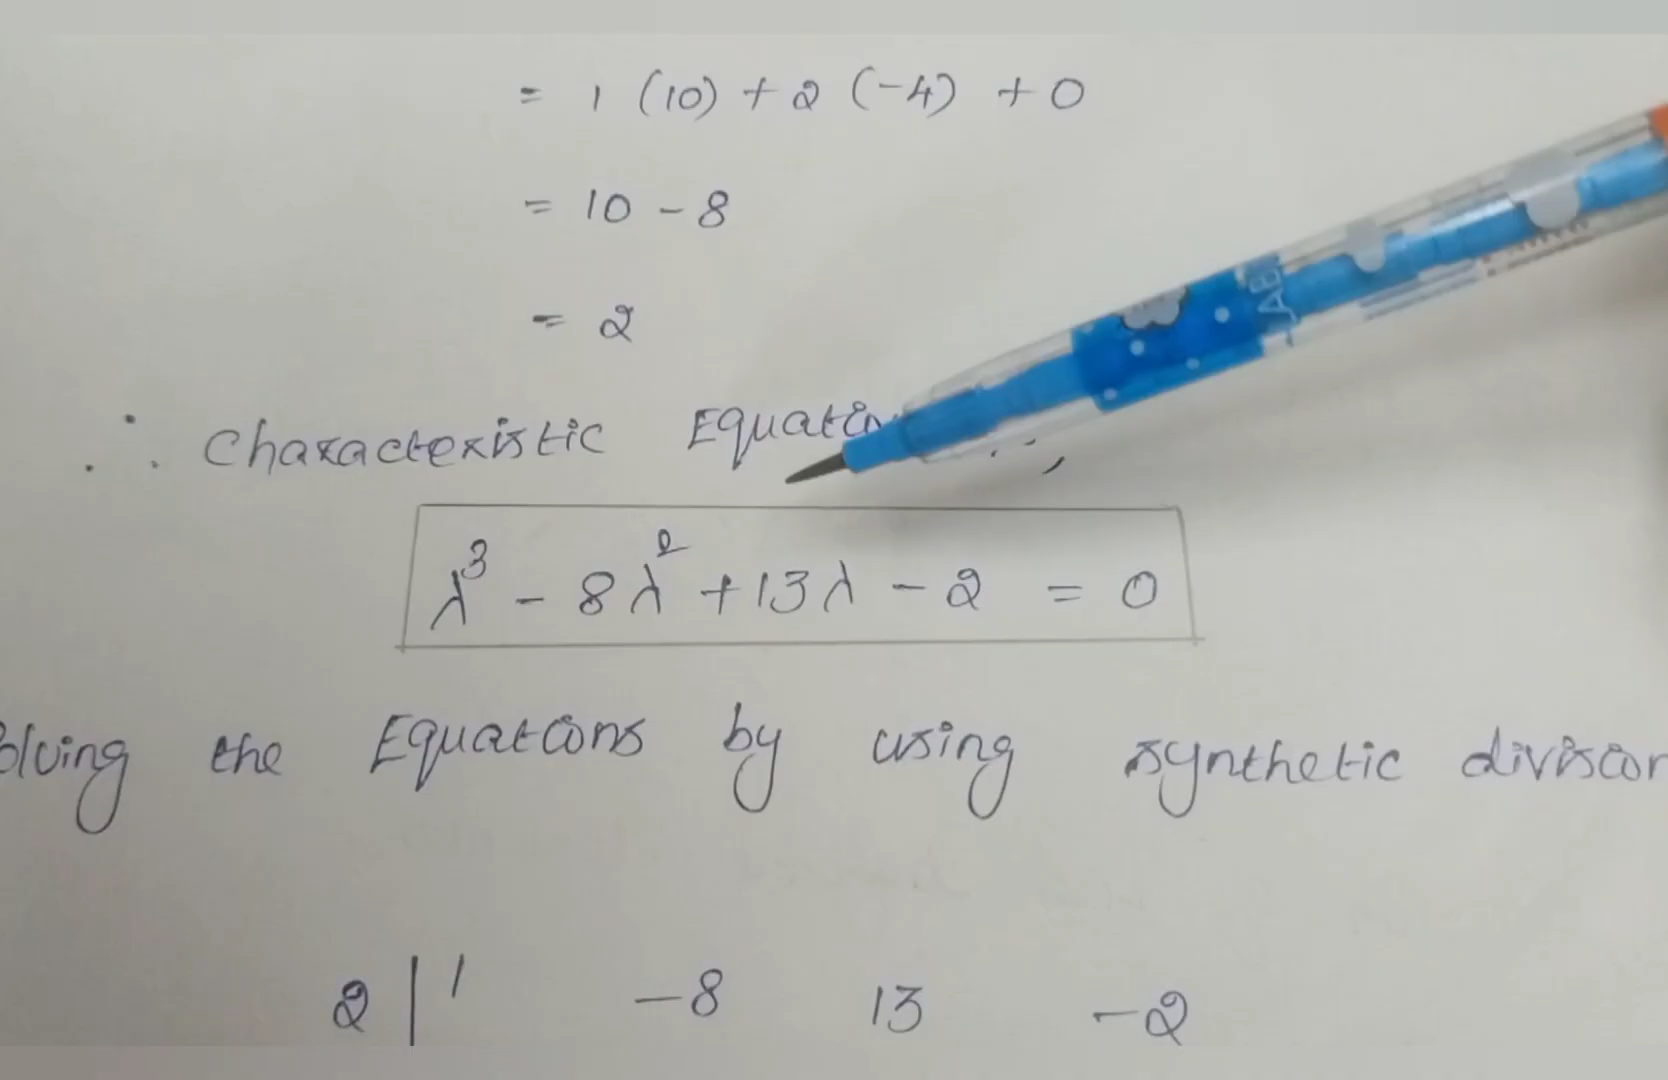 = 1 (10) + 2 (-4) + 0
= 10 - 8
= 2
∴ Characteristic
λ³ - 8λ² + 13λ - 2 = 0
the Equations by using synthetic
2 | 1 -8 13 -2